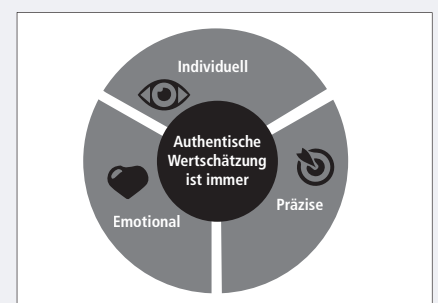 Individuell
Authentische
Wertschätzung
ist immer
Präzise
Emotional